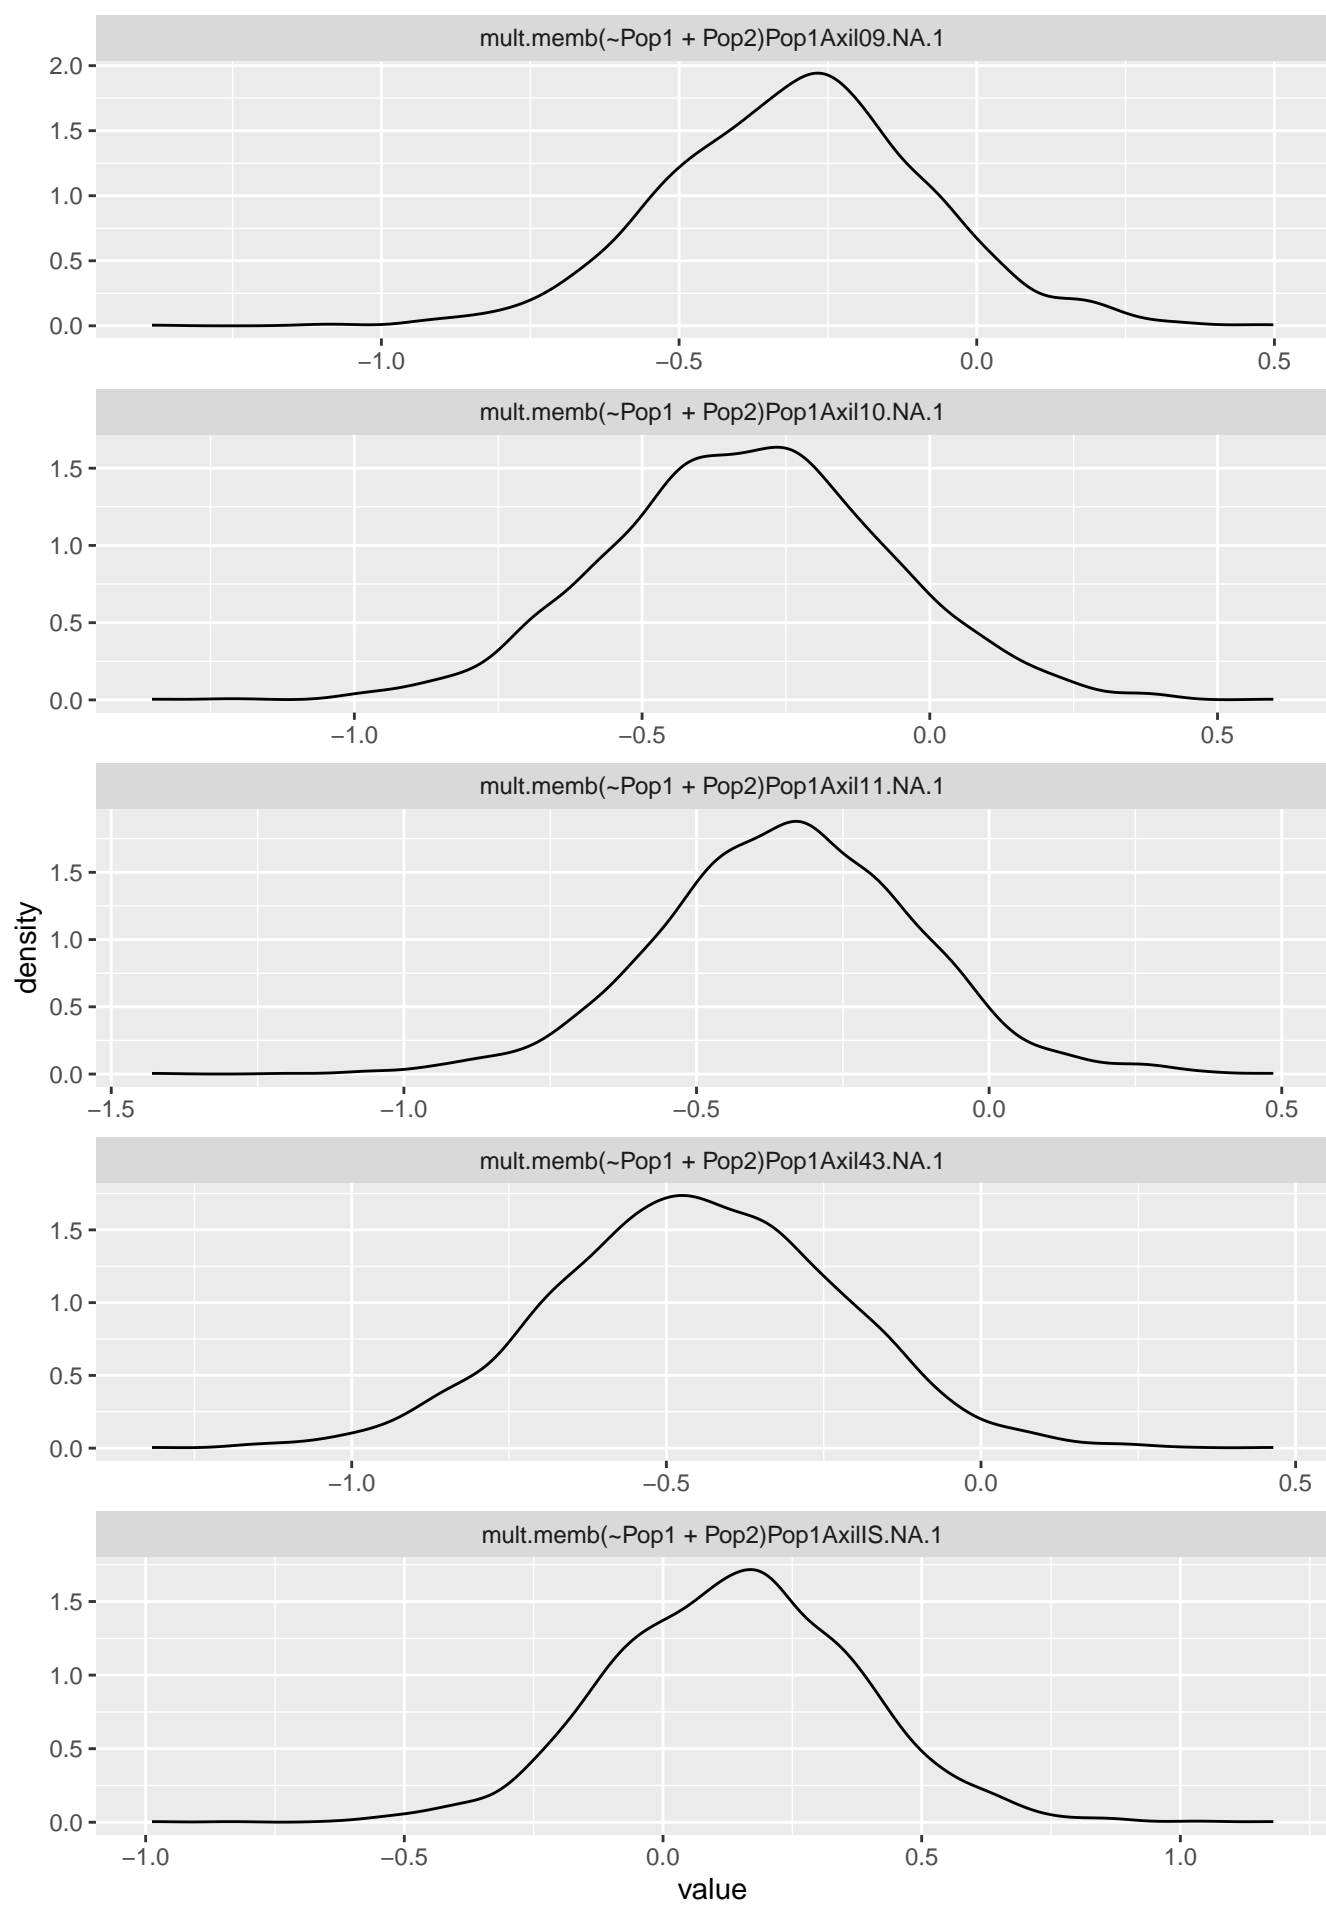 mult.memb(~Pop1 + Pop2)Pop1Axil09.NA.1
2.0
1.5
1.0
0.5
0.0
−1.0 −0.5 0.0 0.5
mult.memb(~Pop1 + Pop2)Pop1Axil10.NA.1
1.5
1.0
0.5
0.0
−1.0 −0.5 0.0 0.5
mult.memb(~Pop1 + Pop2)Pop1Axil11.NA.1
1.5
1.0
0.5
0.0
−1.5 −1.0 −0.5 0.0 0.5
density
mult.memb(~Pop1 + Pop2)Pop1Axil43.NA.1
1.5
1.0
0.5
0.0
−1.0 −0.5 0.0 0.5
mult.memb(~Pop1 + Pop2)Pop1AxilIS.NA.1
1.5
1.0
0.5
0.0
−1.0 −0.5 0.0 0.5 1.0
value